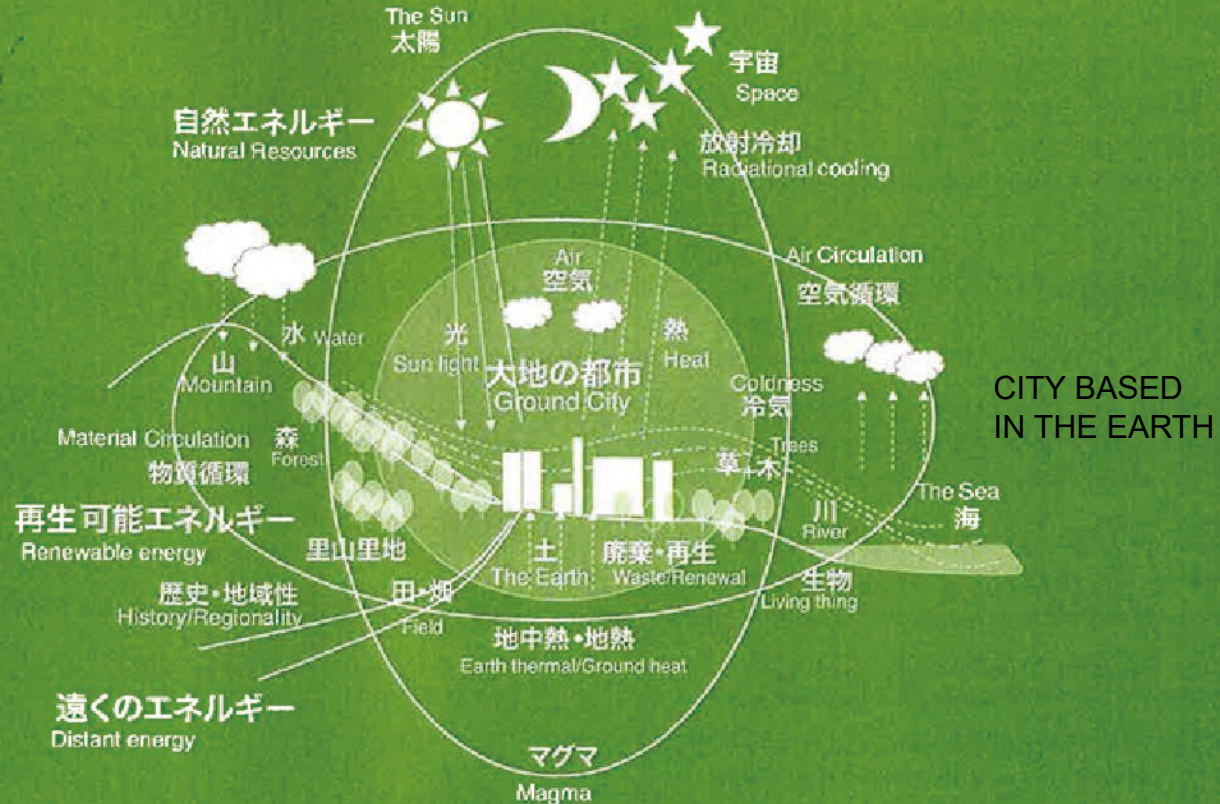 The Sun
太陽
宇宙
Space
自然エネルギー
Natural Resources
放射冷却
Radiational cooling
Air
空気
Air Circulation
空気循環
水 Water
光
Sun light
熱
Heat
山
Mountain
大地の都市
Ground City
Coldness
冷気
CITY BASED
IN THE EARTH
Material Circulation
物質循環
森
Forest
Trees
草+木
The Sea
海
川
River
再生可能エネルギー
Renewable energy
里山里地
土
The Earth
廃棄・再生
Waste/Renewal
生物
Living thing
歴史・地域性
History/Regionality
田・畑
Field
地中熱・地熱
Earth thermal/Ground heat
遠くのエネルギー
Distant energy
マグマ
Magma